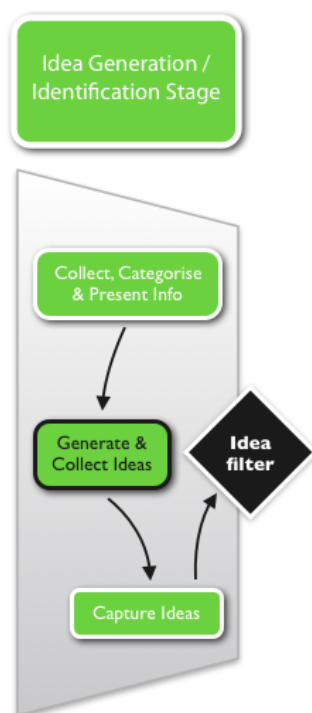 Idea Generation /
Identification Stage
Collect, Categorise
& Present Info
Generate &
Collect Ideas
Idea
filter
Capture Ideas